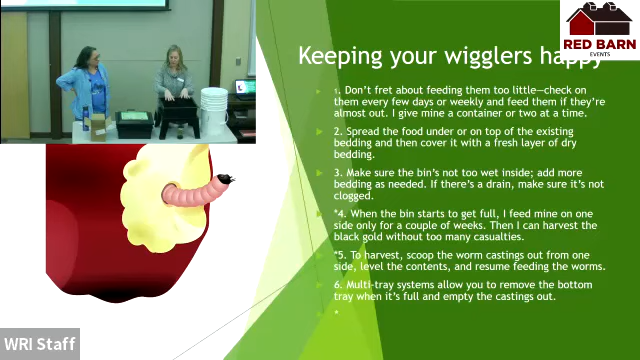 RED BARN
EVENTS
Keeping your wigglers happy
1. Don't fret about feeding them too little—check on
them every few days or weekly and feed them if they're
almost out. I give mine a container or two at a time.
2. Spread the food under or on top of the existing
bedding and then cover it with a fresh layer of dry
bedding.
3. Make sure the bin's not too wet inside; add more
bedding as needed. If there's a drain, make sure it's not
clogged.
*4. When the bin starts to get full, I feed mine on one
side only for a couple of weeks. Then I can harvest the
black gold without too many casualties.
*5. To harvest, scoop the worm castings out from one
side, level the contents, and resume feeding the worms.
6. Multi-tray systems allow you to remove the bottom
tray when it's full and empty the castings out.
*
WRI Staff